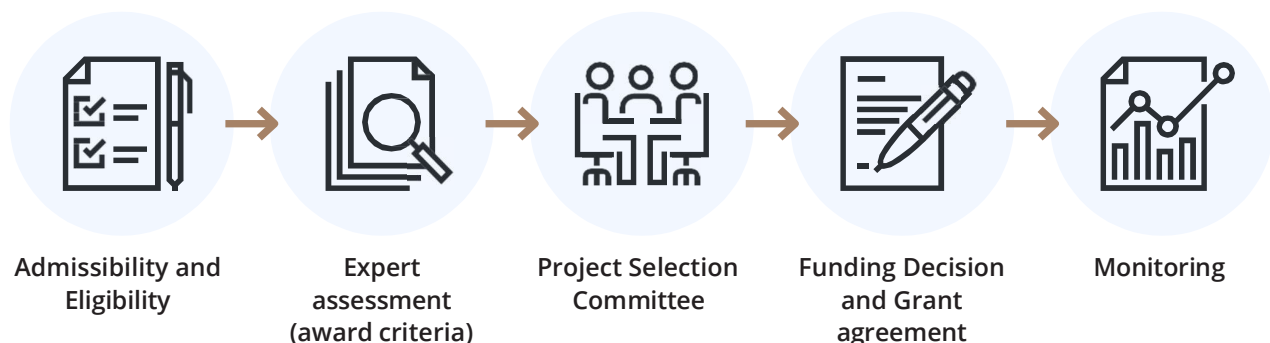 Admissibility and
Eligibility
Expert
assessment
(award criteria)
Project Selection
Committee
Funding Decision
and Grant
agreement
Monitoring